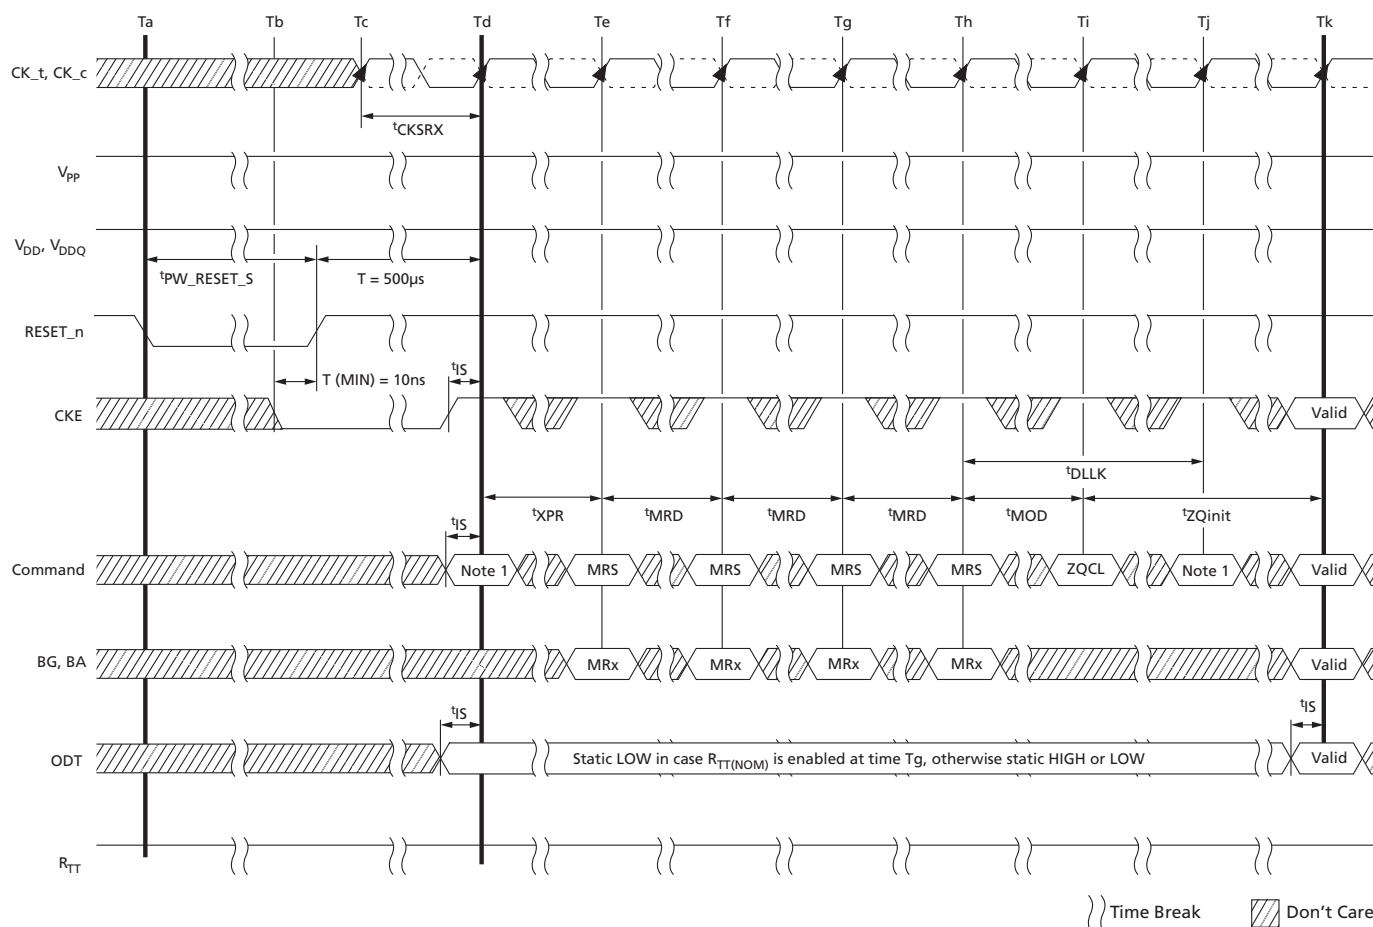 Ta Tb Tc Td Te Tf Tg Th Ti Tj Tk
CK_t, CK_c
tCKSRX
VPP
VDD, VDDQ
tPW_RESET_S T = 500µs
RESET_n
T (MIN) = 10ns tIS
CKE Valid
tDLLK
tXPR tMRD tMRD tMRD tMOD tZQinit
tIS
Command Note 1 MRS MRS MRS MRS ZQCL Note 1 Valid
BG, BA MRx MRx MRx MRx Valid
tIS tIS
ODT Static LOW in case RTT(NOM) is enabled at time Tg, otherwise static HIGH or LOW Valid
RTT
Time Break Don't Care